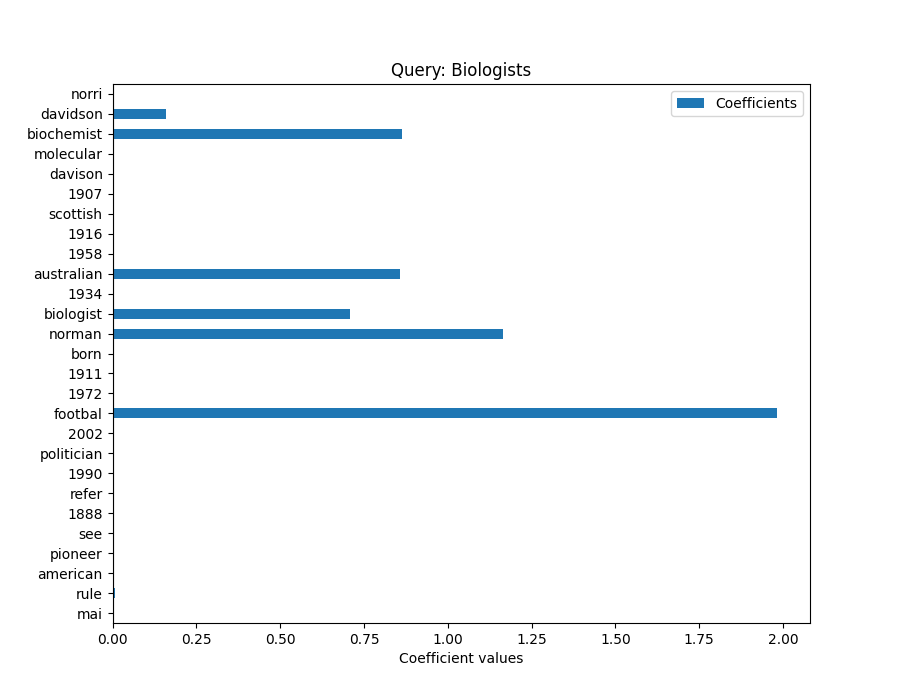 Query: Biologists
Coefficients
norri
davidson
biochemist
molecular
davison
1907
scottish
1916
1958
australian
1934
biologist
norman
born
1911
1972
footbal
2002
politician
1990
refer
1888
see
pioneer
american
rule
mai
0.00 0.25 0.50 0.75 1.00 1.25 1.50 1.75 2.00
Coefficient values